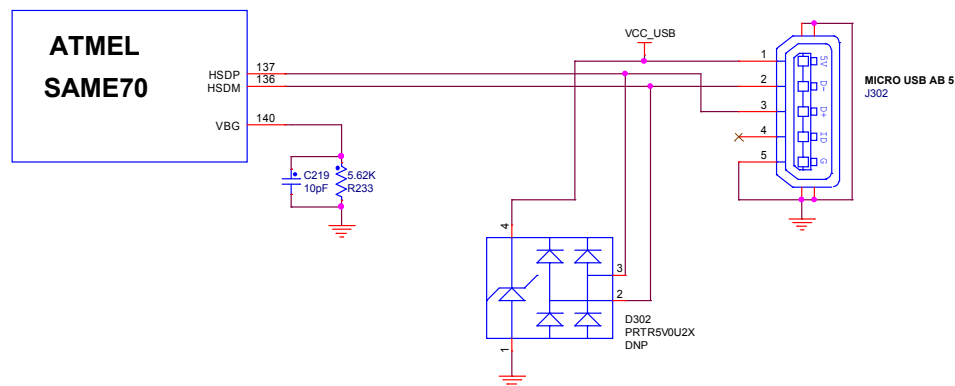 ATMEL
SAME70
HSDP
137
HSDM
136
VBG
140
C219
10pF
5.62K
R233
VCC_USB
1
2
3
4
5
5V
D-
D+
ID
G
MICRO USB AB 5
J302
4
3
2
1
D302
PRTR5V0U2X
DNP